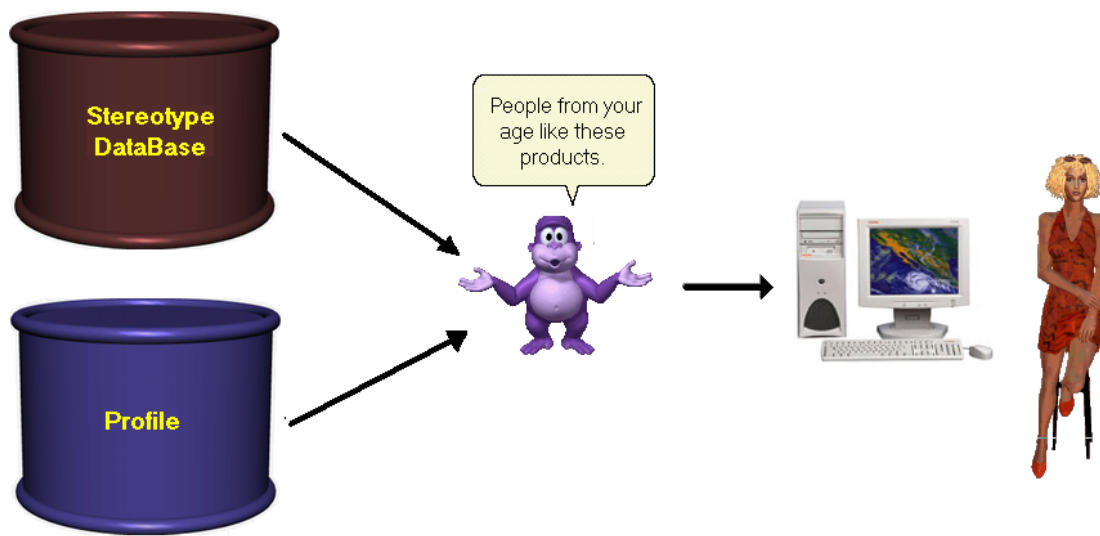 Stereotype
DataBase
People from your
age like these
products.
Profile